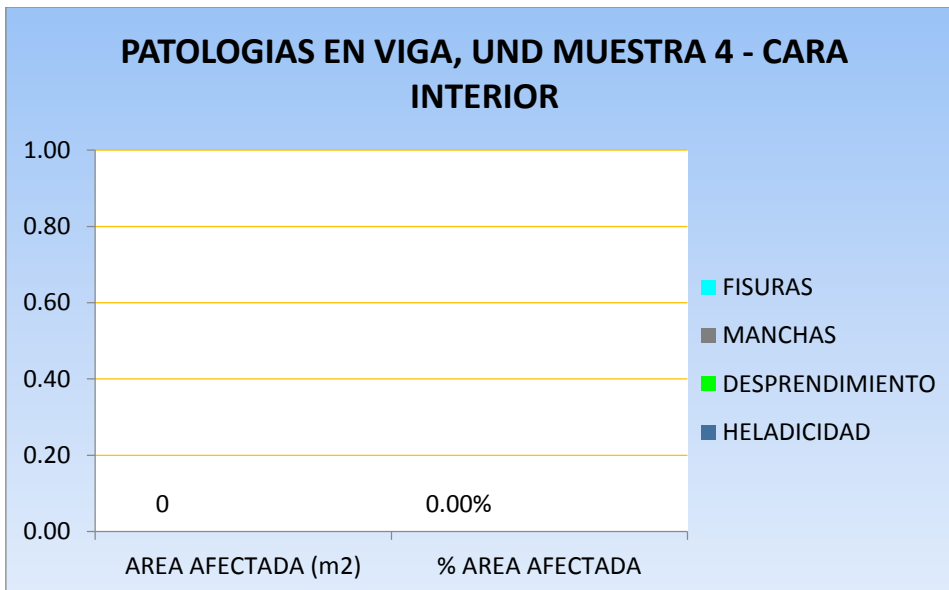 PATOLOGIAS EN VIGA, UND MUESTRA 4 - CARA
INTERIOR
1.00
0.80
0.60
0.40
0.20
0.00
0
0.00%
AREA AFECTADA (m2)
% AREA AFECTADA
FISURAS
MANCHAS
DESPRENDIMIENTO
HELADICIDAD